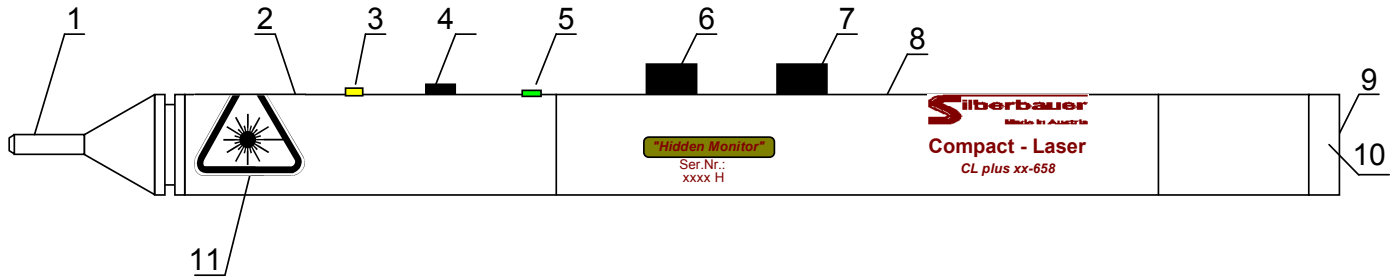 1
2
3
4
5
6
7
8
9
10
11
Silberbauer
Made in Austria
"Hidden Monitor"
Ser.Nr.:
xxxx H
Compact - Laser
CL plus xx-658